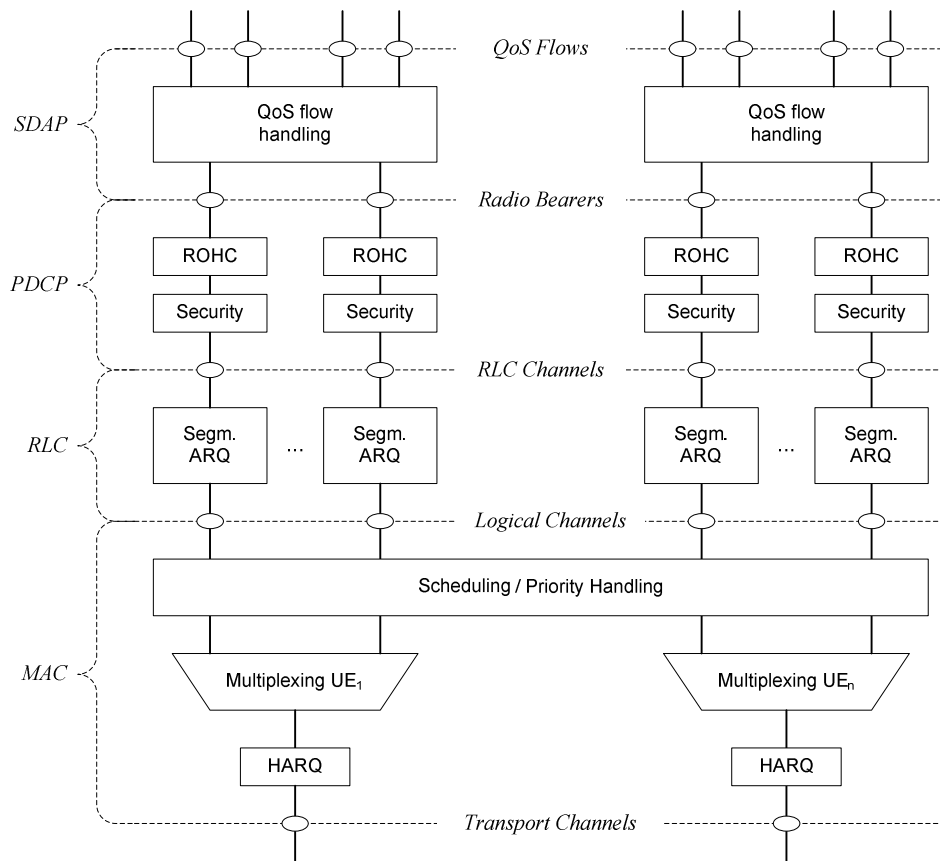 QoS Flows
QoS flow
handling
QoS flow
handling
SDAP
Radio Bearers
ROHC
ROHC
ROHC
ROHC
PDCP
Security
Security
Security
Security
RLC Channels
Segm.
ARQ
...
Segm.
ARQ
Segm.
ARQ
...
Segm.
ARQ
RLC
Logical Channels
Scheduling / Priority Handling
MAC
Multiplexing UE1
Multiplexing UEn
HARQ
HARQ
Transport Channels